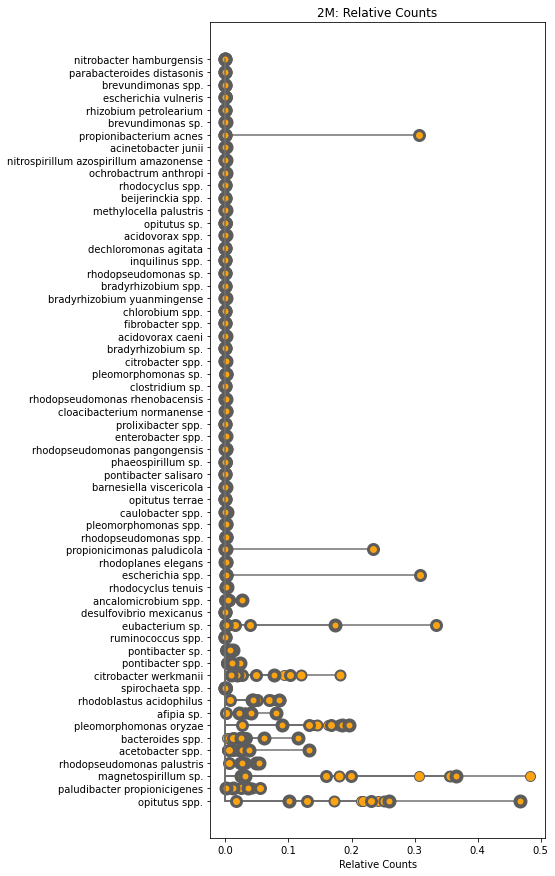 2M: Relative Counts
nitrobacter hamburgensis
parabacteroides distasonis
brevundimonas spp.
escherichia vulneris
rhizobium petrolearium
brevundimonas sp.
propionibacterium acnes
acinetobacter junii
nitrospirillum azospirillum amazonense
ochrobactrum anthropi
rhodocyclus spp.
beijerinckia spp.
methylocella palustris
opitutus sp.
acidovorax spp.
dechloromonas agitata
inquilinus spp.
rhodopseudomonas sp.
bradyrhizobium spp.
bradyrhizobium yuanmingense
chlorobium spp.
fibrobacter spp.
acidovorax caeni
bradyrhizobium sp.
citrobacter spp.
pleomorphomonas sp.
clostridium sp.
rhodopseudomonas rhenobacensis
cloacibacterium normanense
prolixibacter spp.
enterobacter spp.
rhodopseudomonas pangongensis
phaeospirillum sp.
pontibacter salisaro
barnesiella viscericola
opitutus terrae
caulobacter spp.
pleomorphomonas spp.
rhodopseudomonas spp.
propionicimonas paludicola
rhodoplanes elegans
escherichia spp.
rhodocyclus tenuis
ancalomicrobium spp.
desulfovibrio mexicanus
eubacterium sp.
ruminococcus spp.
pontibacter sp.
pontibacter spp.
citrobacter werkmanii
spirochaeta spp.
rhodoblastus acidophilus
afipia sp.
pleomorphomonas oryzae
bacteroides spp.
acetobacter spp.
rhodopseudomonas palustris
magnetospirillum sp.
paludibacter propionicigenes
opitutus spp.
0.0 0.1 0.2 0.3 0.4 0.5
Relative Counts